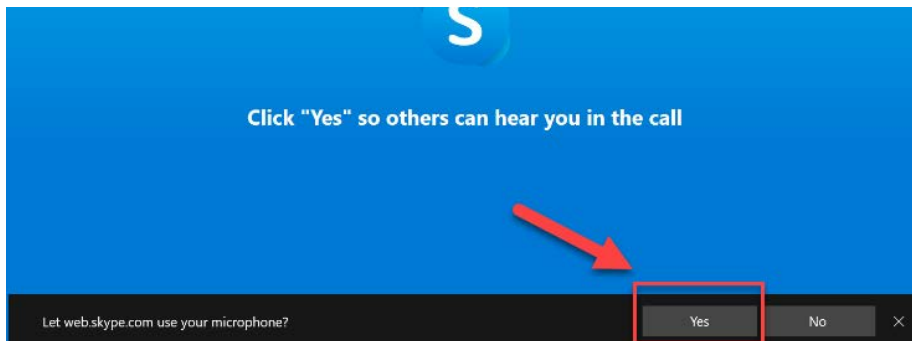 S
Click "Yes" so others can hear you in the call
Let web.skype.com use your microphone?
Yes
No